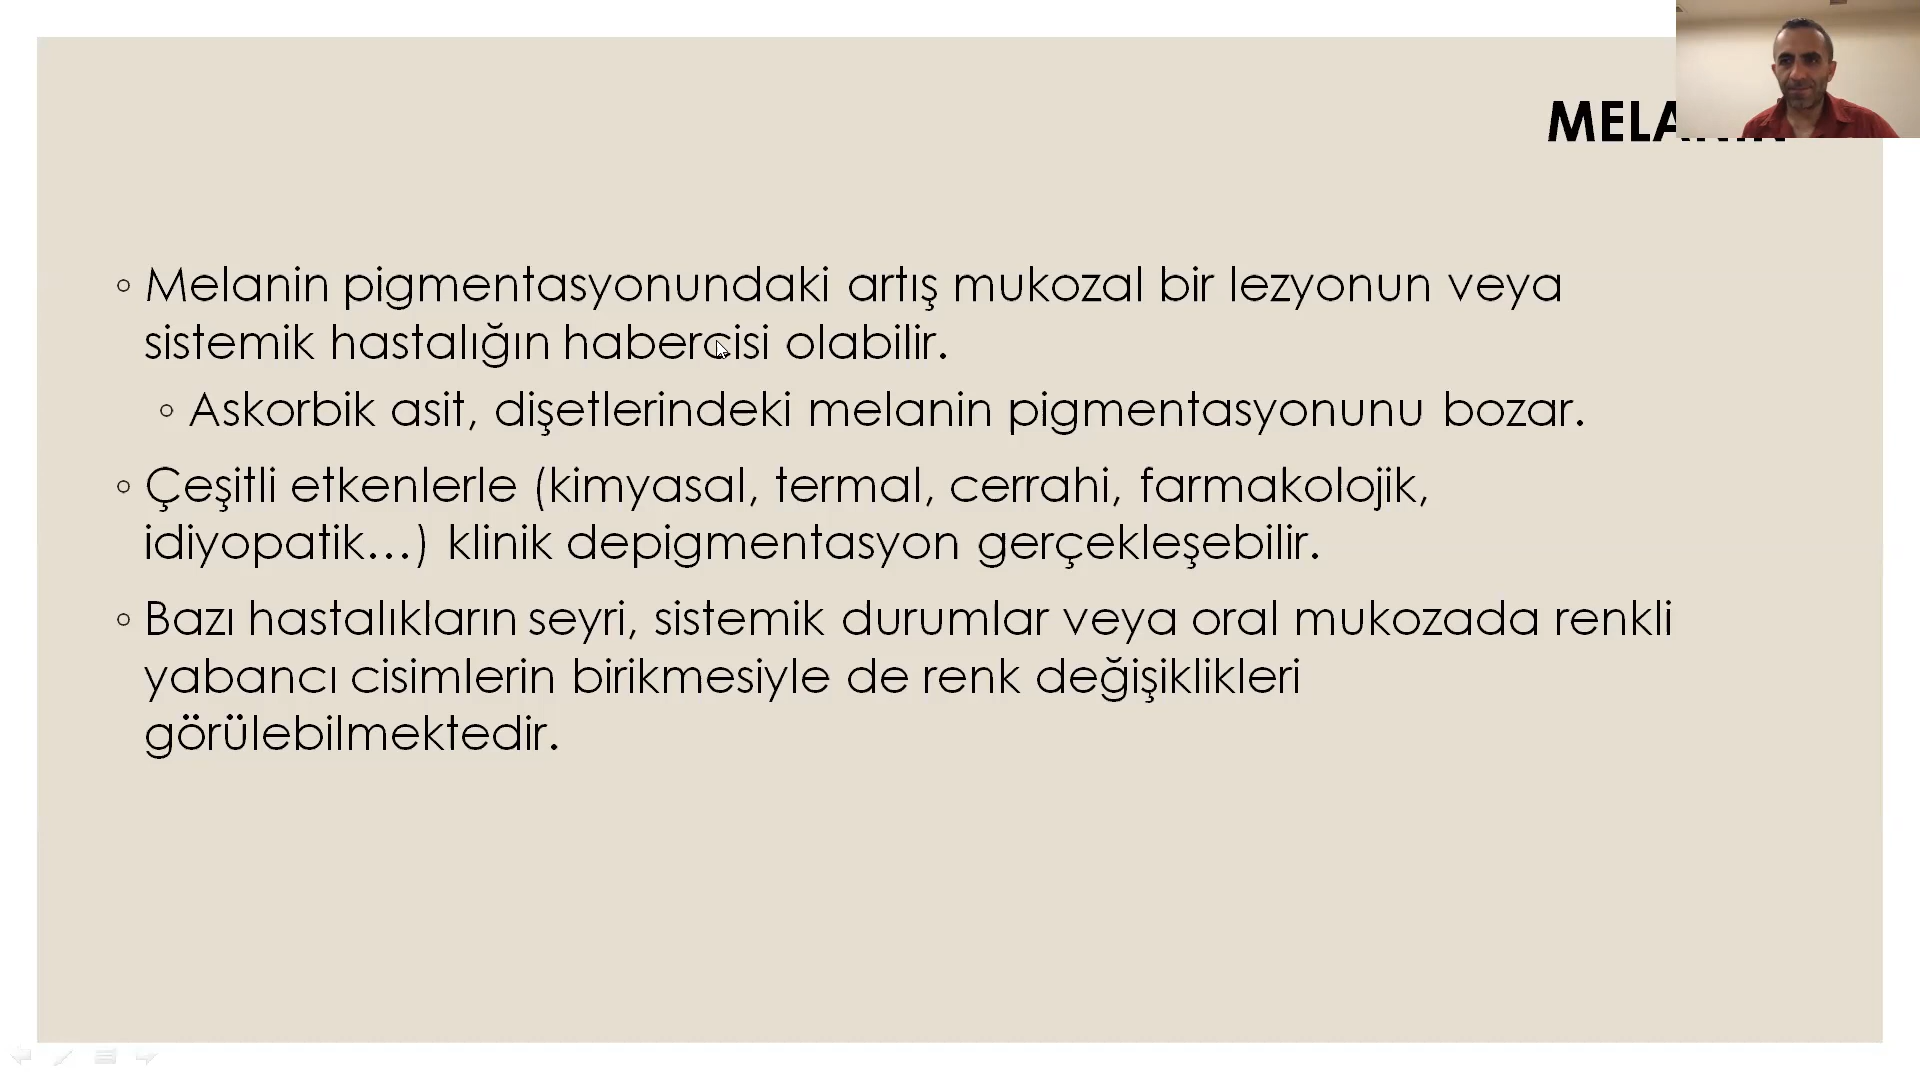 MELANİN
◦ Melanin pigmentasyonundaki artış mukozal bir lezyonun veya
sistemik hastalığın habercisi olabilir.
◦ Askorbik asit, dişetlerindeki melanin pigmentasyonunu bozar.
◦ Çeşitli etkenlerle (kimyasal, termal, cerrahi, farmakolojik,
idiyopatik…) klinik depigmentasyon gerçekleşebilir.
◦ Bazı hastalıkların seyri, sistemik durumlar veya oral mukozada renkli
yabancı cisimlerin birikmesiyle de renk değişiklikleri
görülebilmektedir.